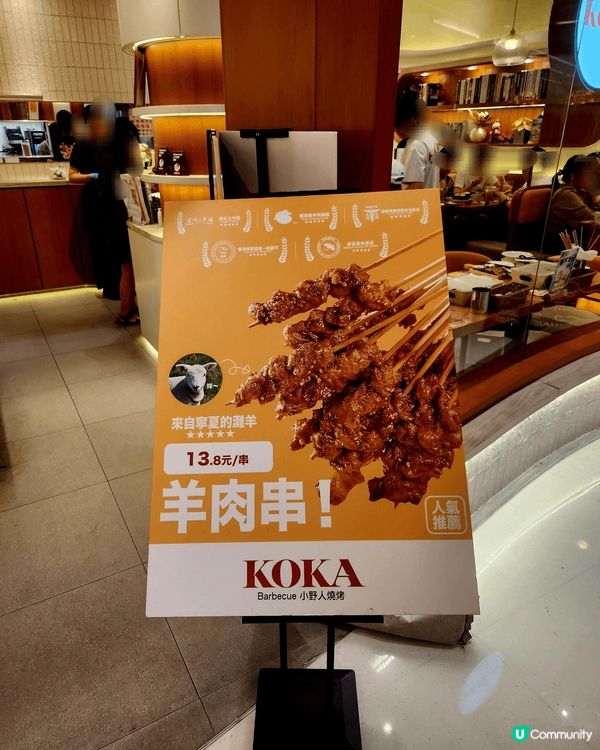 咩~
來自寧夏的灘羊
★★★★★
13.8元/串
羊肉串!
人氣
推薦
KOKA
Barbecue 小野人燒烤
U Community